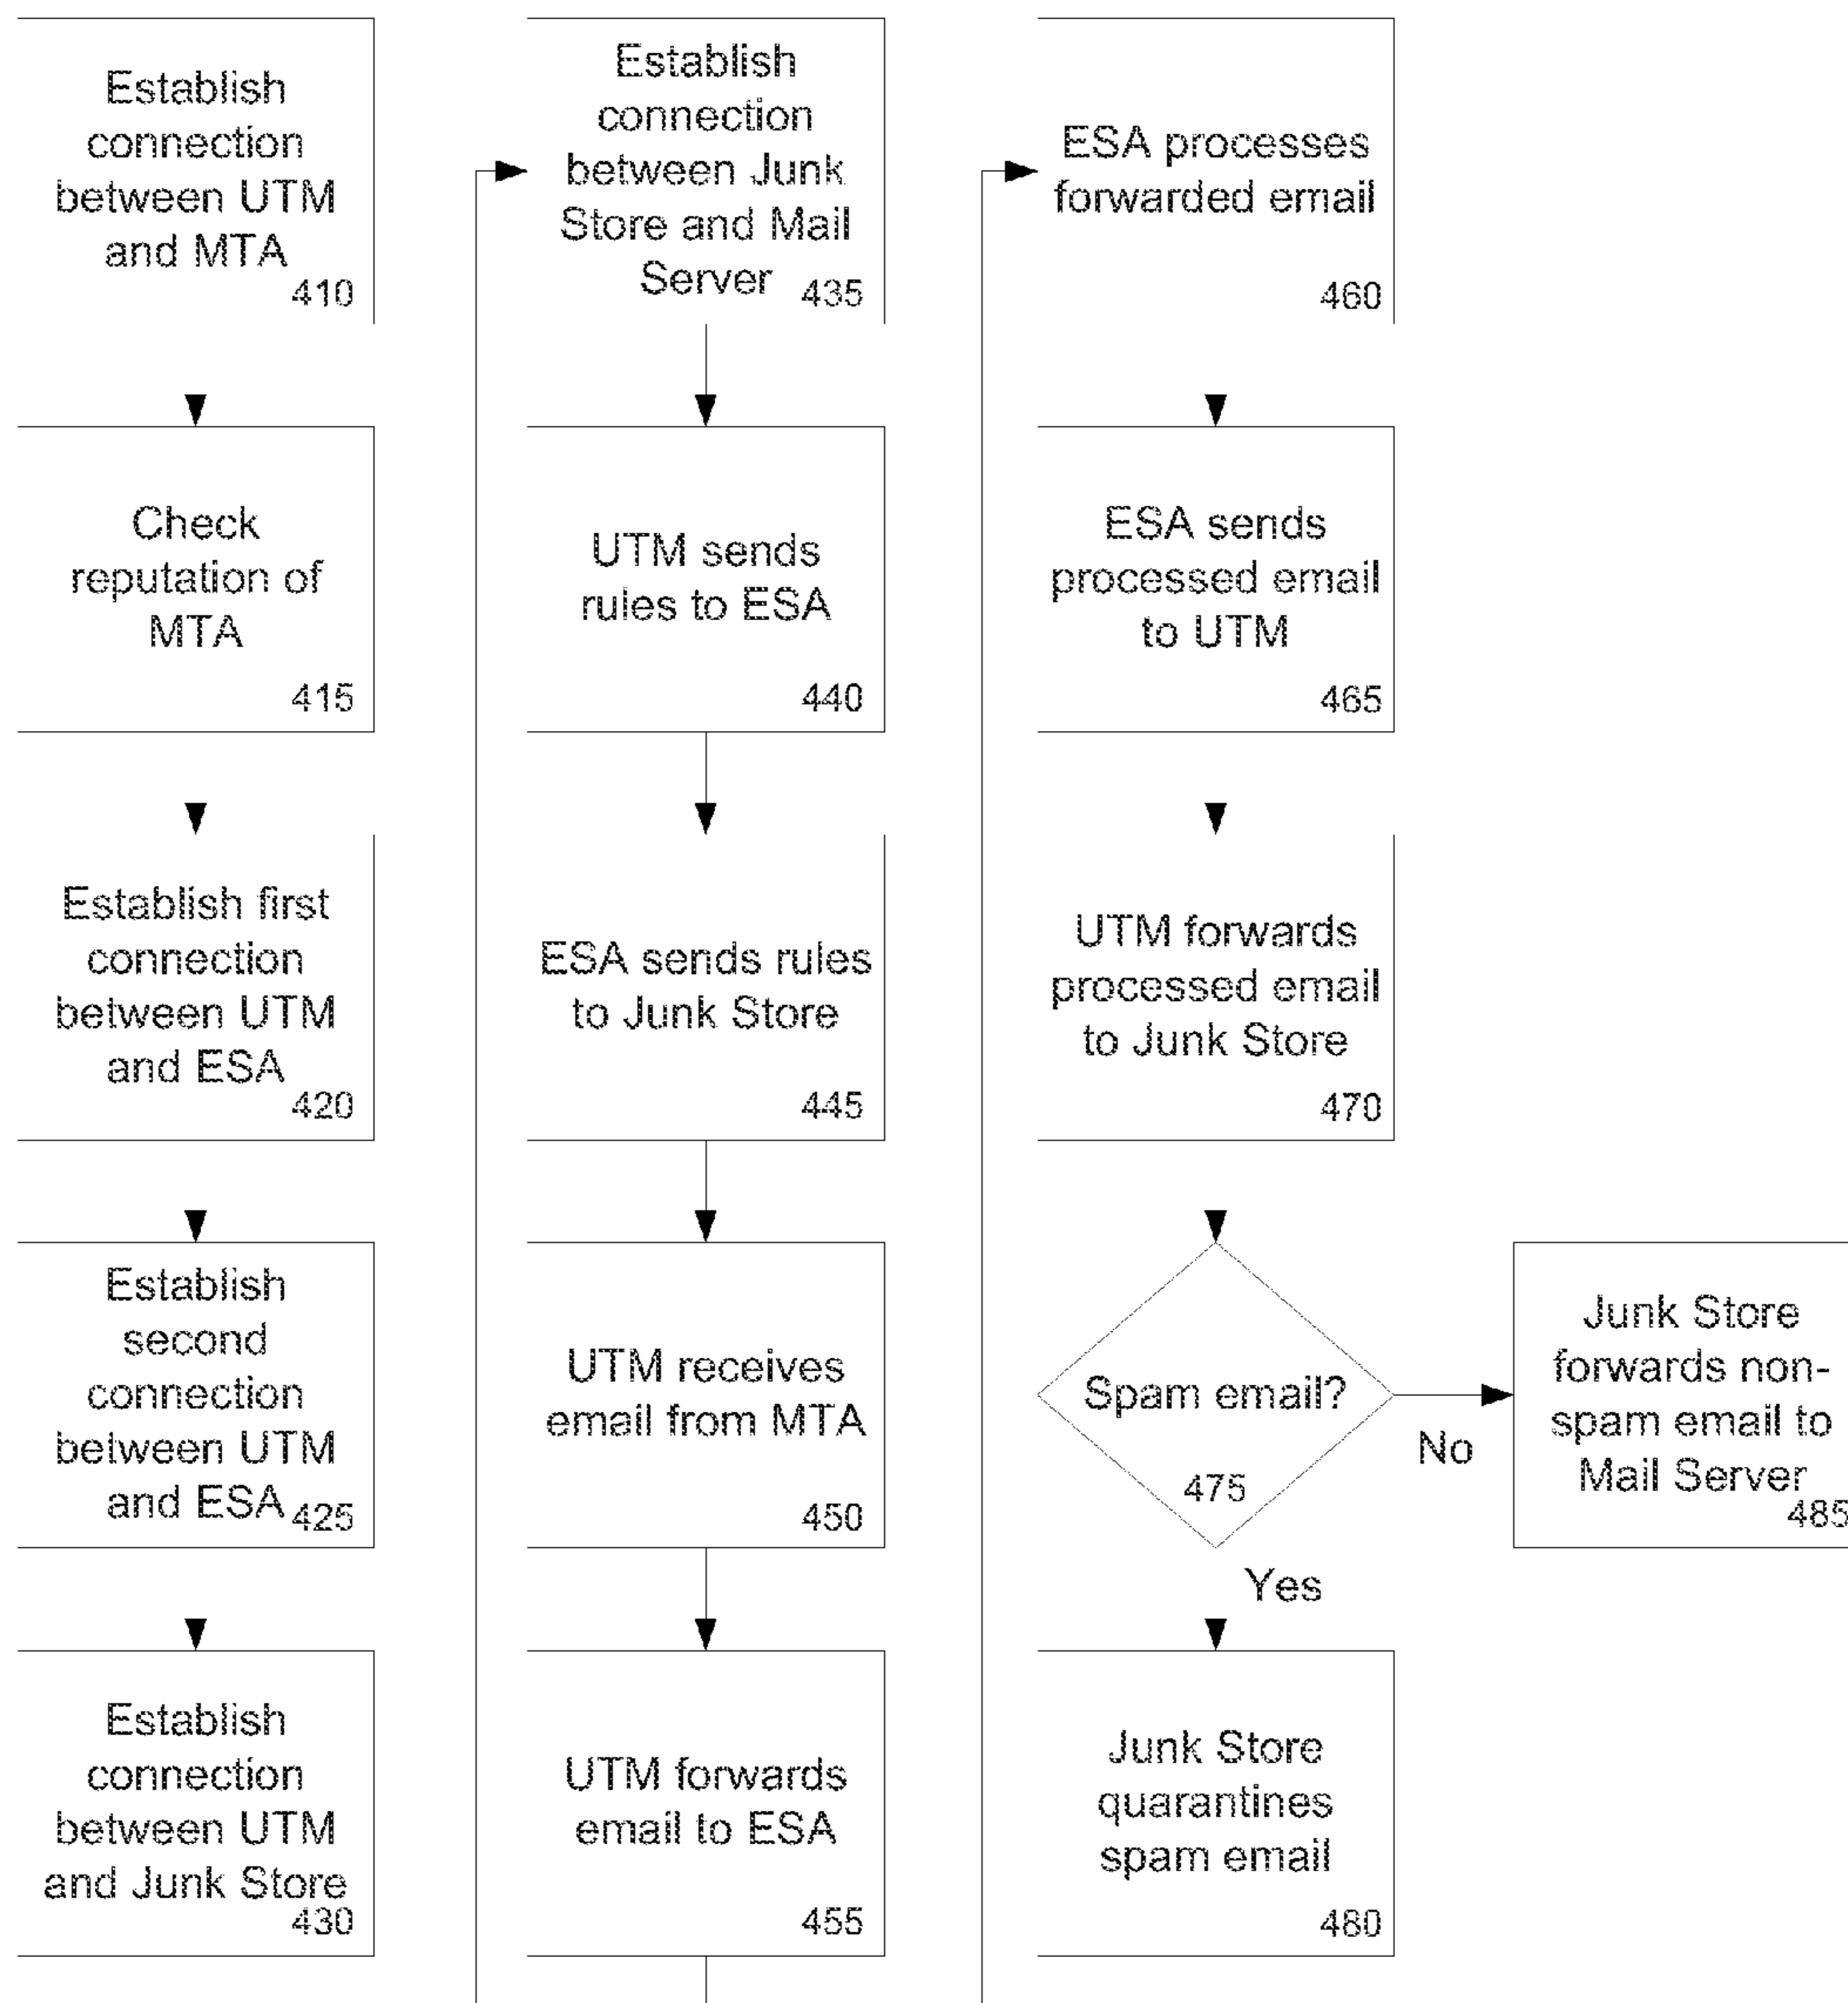 Establish
connection
between UTM
and MTA
410
Check
reputation of
MTA
415
Establish first
connection
between UTM
and ESA
420
Establish
second
connection
between UTM
and ESA
425
Establish
connection
between UTM
and Junk Store
430
Establish
connection
between Junk
Store and Mail
Server
435
UTM sends
rules to ESA
440
ESA sends rules
to Junk Store
445
UTM receives
email from MTA
450
UTM forwards
email to ESA
455
ESA processes
forwarded email
460
ESA sends
processed email
to UTM
465
UTM forwards
processed email
to Junk Store
470
Spam email?
475
No
Yes
Junk Store
quarantines
spam email
480
Junk Store
forwards non-
spam email to
Mail Server
485